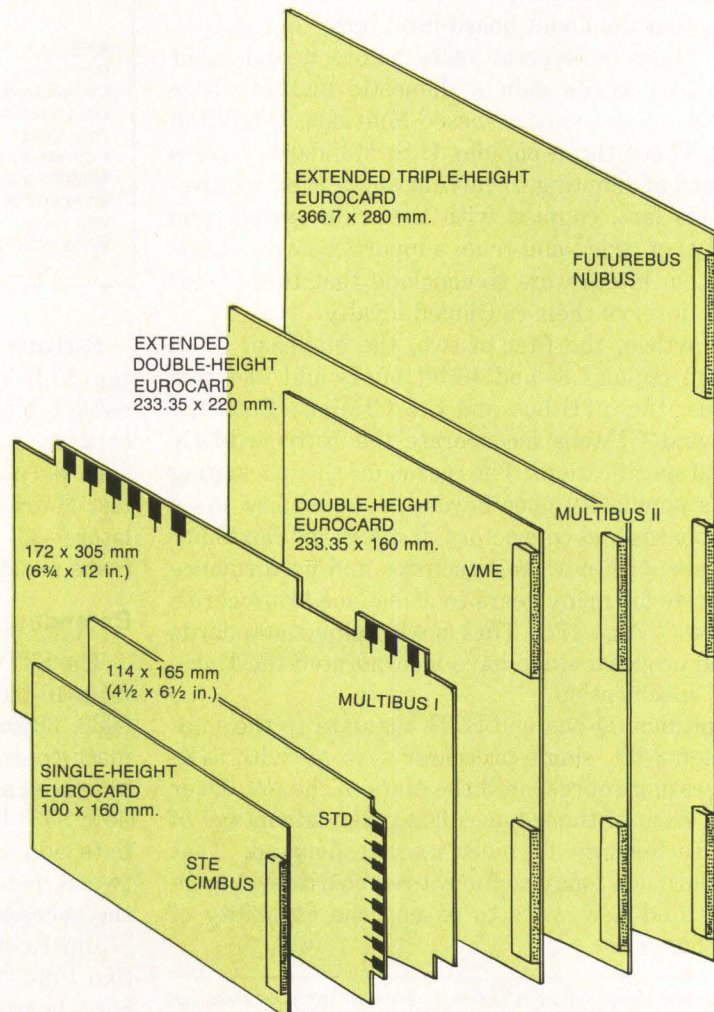 EXTENDED TRIPLE-HEIGHT
EUROCARD
366.7 x 280 mm.
FUTUREBUS
NUBUS
EXTENDED
DOUBLE-HEIGHT
EUROCARD
233.35 x 220 mm.
DOUBLE-HEIGHT
EUROCARD
233.35 x 160 mm.
MULTIBUS II
VME
172 x 305 mm
(6¾ x 12 in.)
114 x 165 mm
(4½ x 6½ in.)
MULTIBUS I
SINGLE-HEIGHT
EUROCARD
100 x 160 mm.
STD
STE
CIMBUS